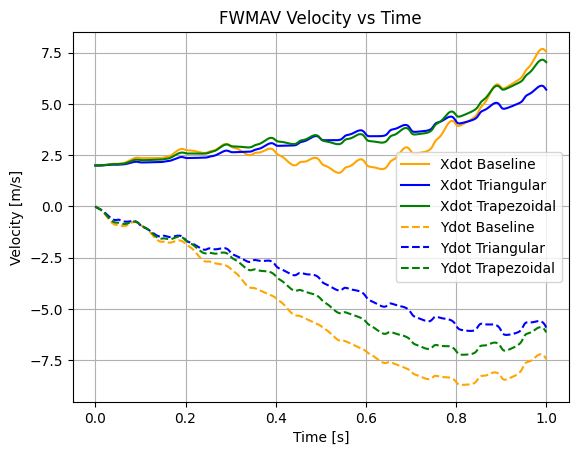 FWMAV Velocity vs Time
Velocity [m/s]
7.5
5.0
2.5
0.0
−2.5
−5.0
−7.5
Xdot Baseline
Xdot Triangular
Xdot Trapezoidal
Ydot Baseline
Ydot Triangular
Ydot Trapezoidal
0.0 0.2 0.4 0.6 0.8 1.0
Time [s]